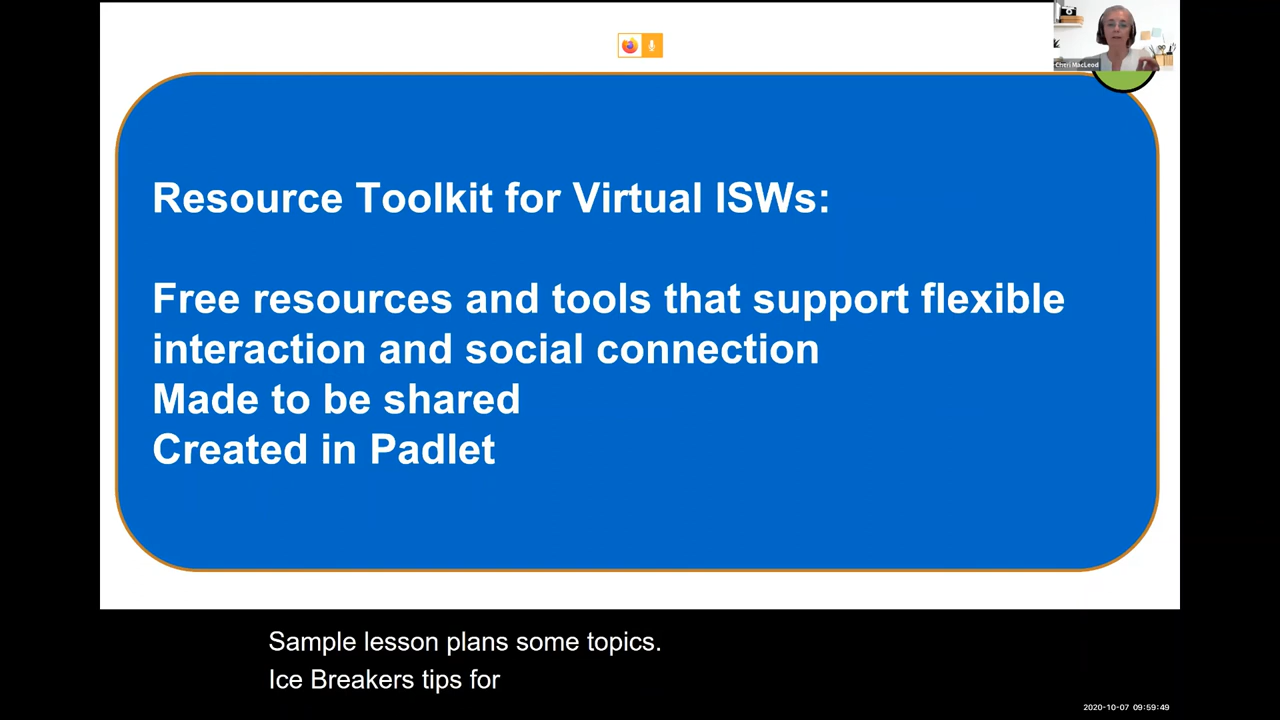 Cheri MacLeod
Resource Toolkit for Virtual ISWs:
Free resources and tools that support flexible
interaction and social connection
Made to be shared
Created in Padlet
Sample lesson plans some topics.
Ice Breakers tips for
2020-10-07 09:59:49